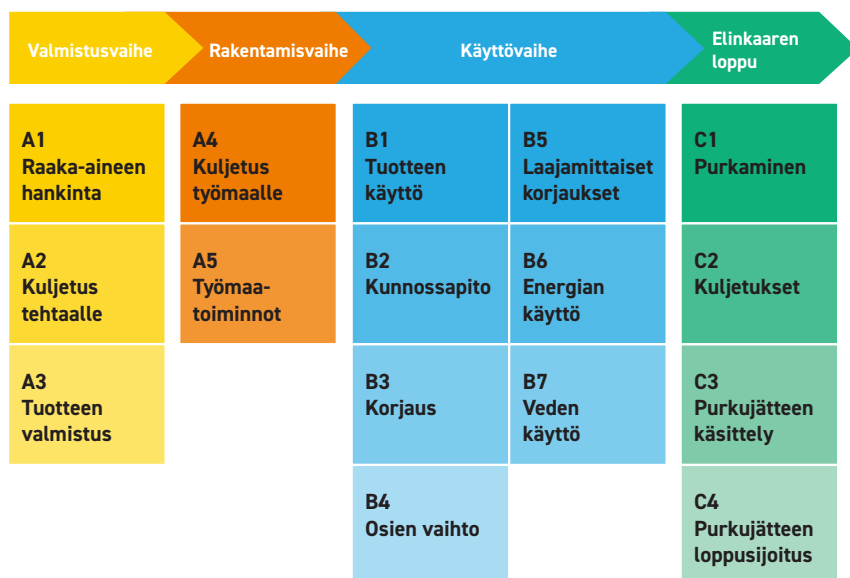 Valmistusvaihe
Rakentamisvaihe
Käyttövaihe
Elinkaaren
loppu
A1
Raaka-aineen
hankinta
A2
Kuljetus
tehtaalle
A3
Tuotteen
valmistus
A4
Kuljetus
työmaalle
A5
Työmaa-
toiminnot
B1
Tuotteen
käyttö
B2
Kunnossapito
B3
Korjaus
B4
Osien vaihto
B5
Laajamittaiset
korjaukset
B6
Energian
käyttö
B7
Veden
käyttö
C1
Purkaminen
C2
Kuljetukset
C3
Purkujätteen
käsittely
C4
Purkujätteen
loppusijoitus